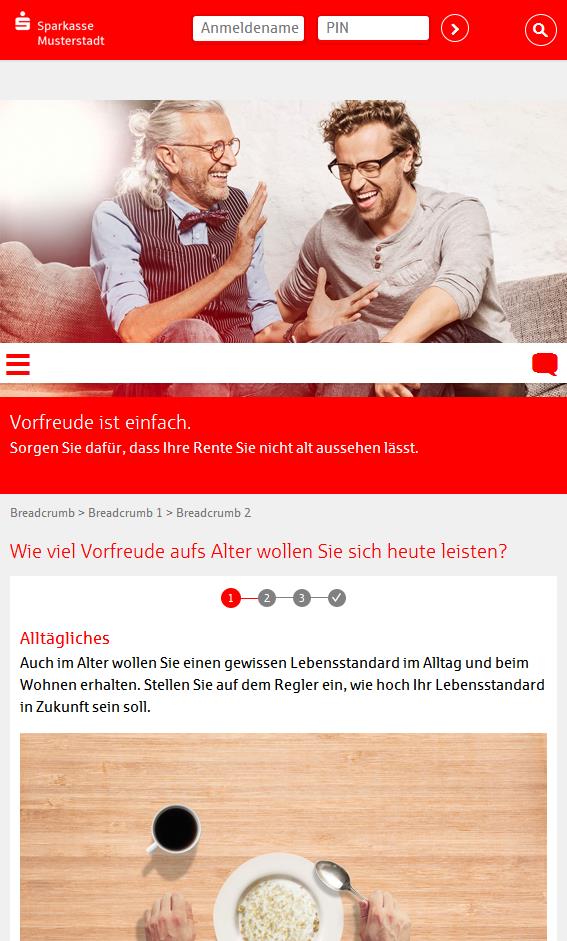 Sparkasse
Musterstadt
Anmeldename
PIN
Vorfreude ist einfach.
Sorgen Sie dafür, dass Ihre Rente Sie nicht alt aussehen lässt.
Breadcrumb > Breadcrumb 1 > Breadcrumb 2
Wie viel Vorfreude aufs Alter wollen Sie sich heute leisten?
1 2 3
Alltägliches
Auch im Alter wollen Sie einen gewissen Lebensstandard im Alltag und beim
Wohnen erhalten. Stellen Sie auf dem Regler ein, wie hoch Ihr Lebensstandard
in Zukunft sein soll.